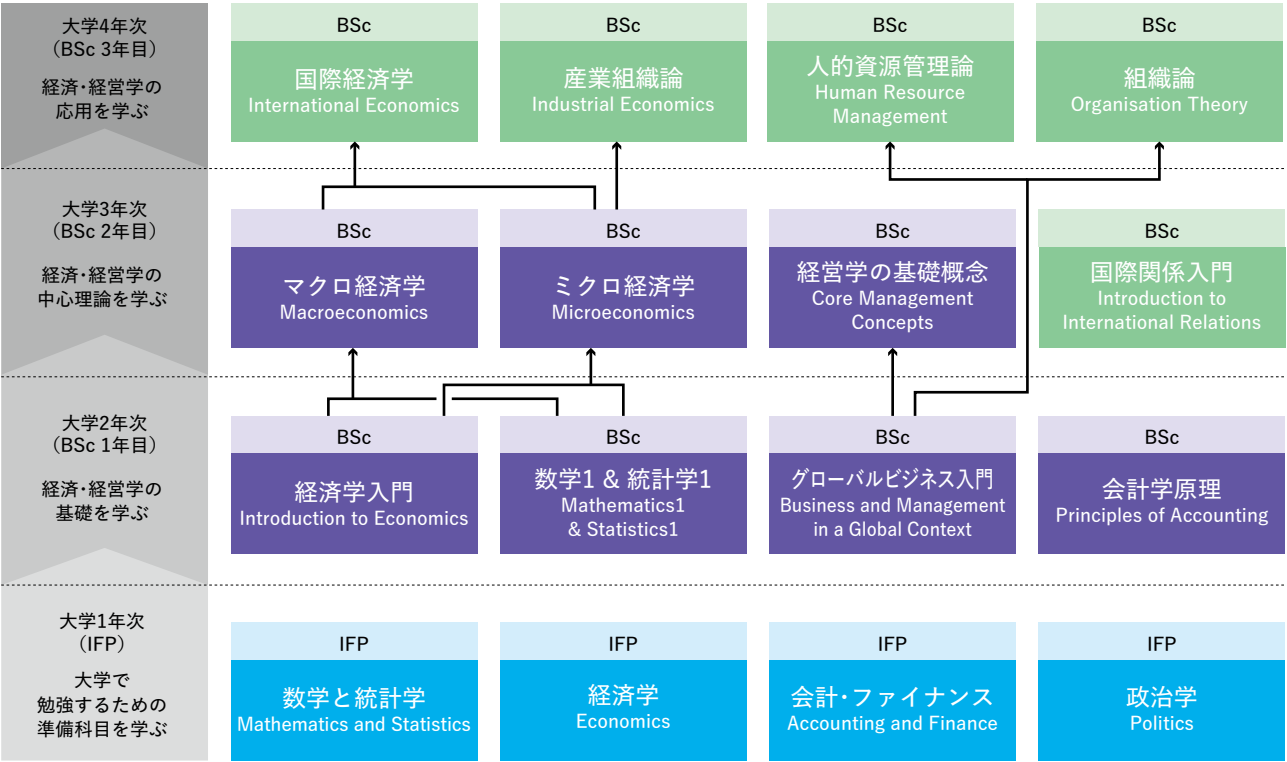 大学4年次
(BSc 3年目)
経済・経営学の
応用を学ぶ
BSc
国際経済学
International Economics
BSc
産業組織論
Industrial Economics
BSc
人的資源管理論
Human Resource
Management
BSc
組織論
Organisation Theory
大学3年次
(BSc 2年目)
経済・経営学の
中心理論を学ぶ
BSc
マクロ経済学
Macroeconomics
BSc
ミクロ経済学
Microeconomics
BSc
経営学の基礎概念
Core Management
Concepts
BSc
国際関係入門
Introduction to
International Relations
大学2年次
(BSc 1年目)
経済・経営学の
基礎を学ぶ
BSc
経済学入門
Introduction to Economics
BSc
数学1 & 統計学1
Mathematics1
& Statistics1
BSc
グローバルビジネス入門
Business and Management
in a Global Context
BSc
会計学原理
Principles of Accounting
大学1年次
(IFP)
大学で
勉強するための
準備科目を学ぶ
IFP
数学と統計学
Mathematics and Statistics
IFP
経済学
Economics
IFP
会計・ファイナンス
Accounting and Finance
IFP
政治学
Politics